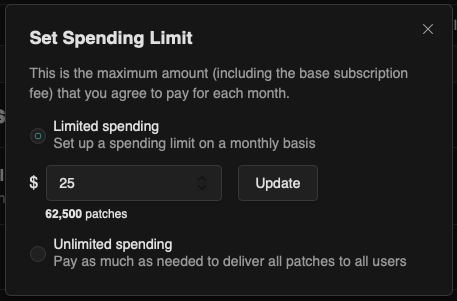 Set Spending Limit
This is the maximum amount (including the base subscription
fee) that you agree to pay for each month.
Limited spending
Set up a spending limit on a monthly basis
$ 25 Update
62,500 patches
Unlimited spending
Pay as much as needed to deliver all patches to all users